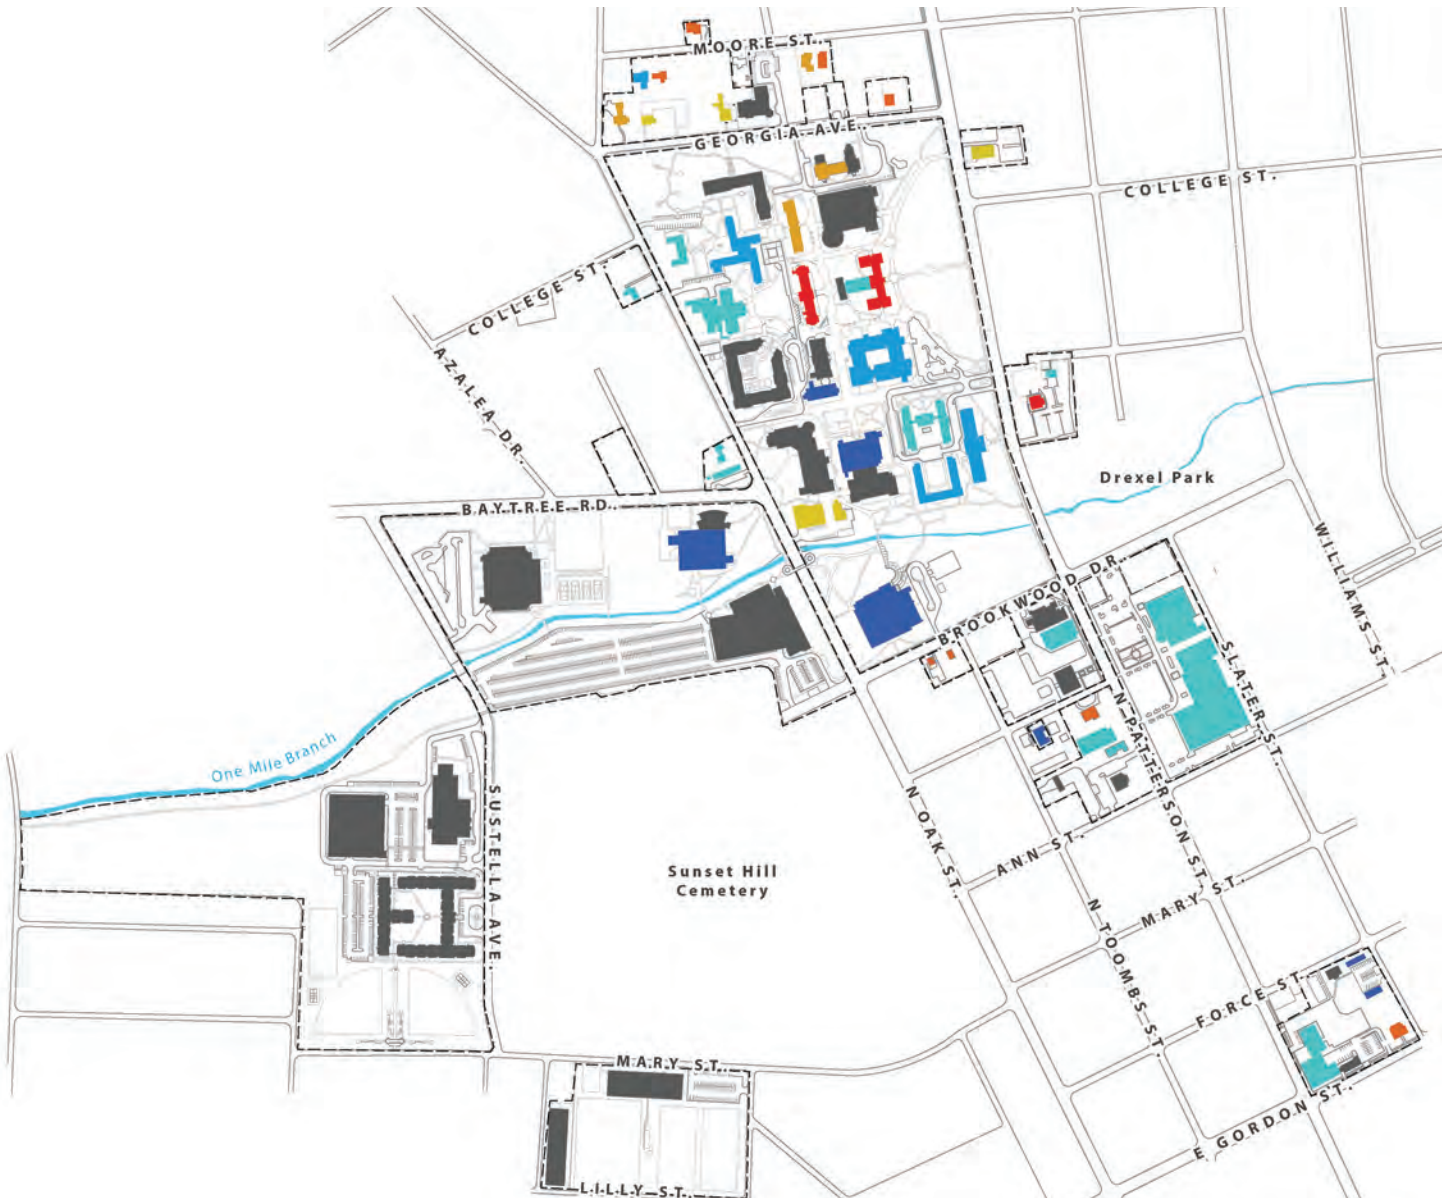 MOORE ST.
GEORGIA AVE.
COLLEGE ST.
COLLEGE ST.
AZALEA DR.
Drexel Park
BAYTREE RD.
WILLIAMS ST.
BROOKWOOD DR.
SLATER ST.
N PATTERSON ST.
One Mile Branch
SUSTELLA AVE.
N OAK ST.
ANN ST.
Sunset Hill
Cemetery
MARY ST.
N TOOMBS ST.
FORCE ST.
MARY ST.
E GORDON ST.
LILLY ST.